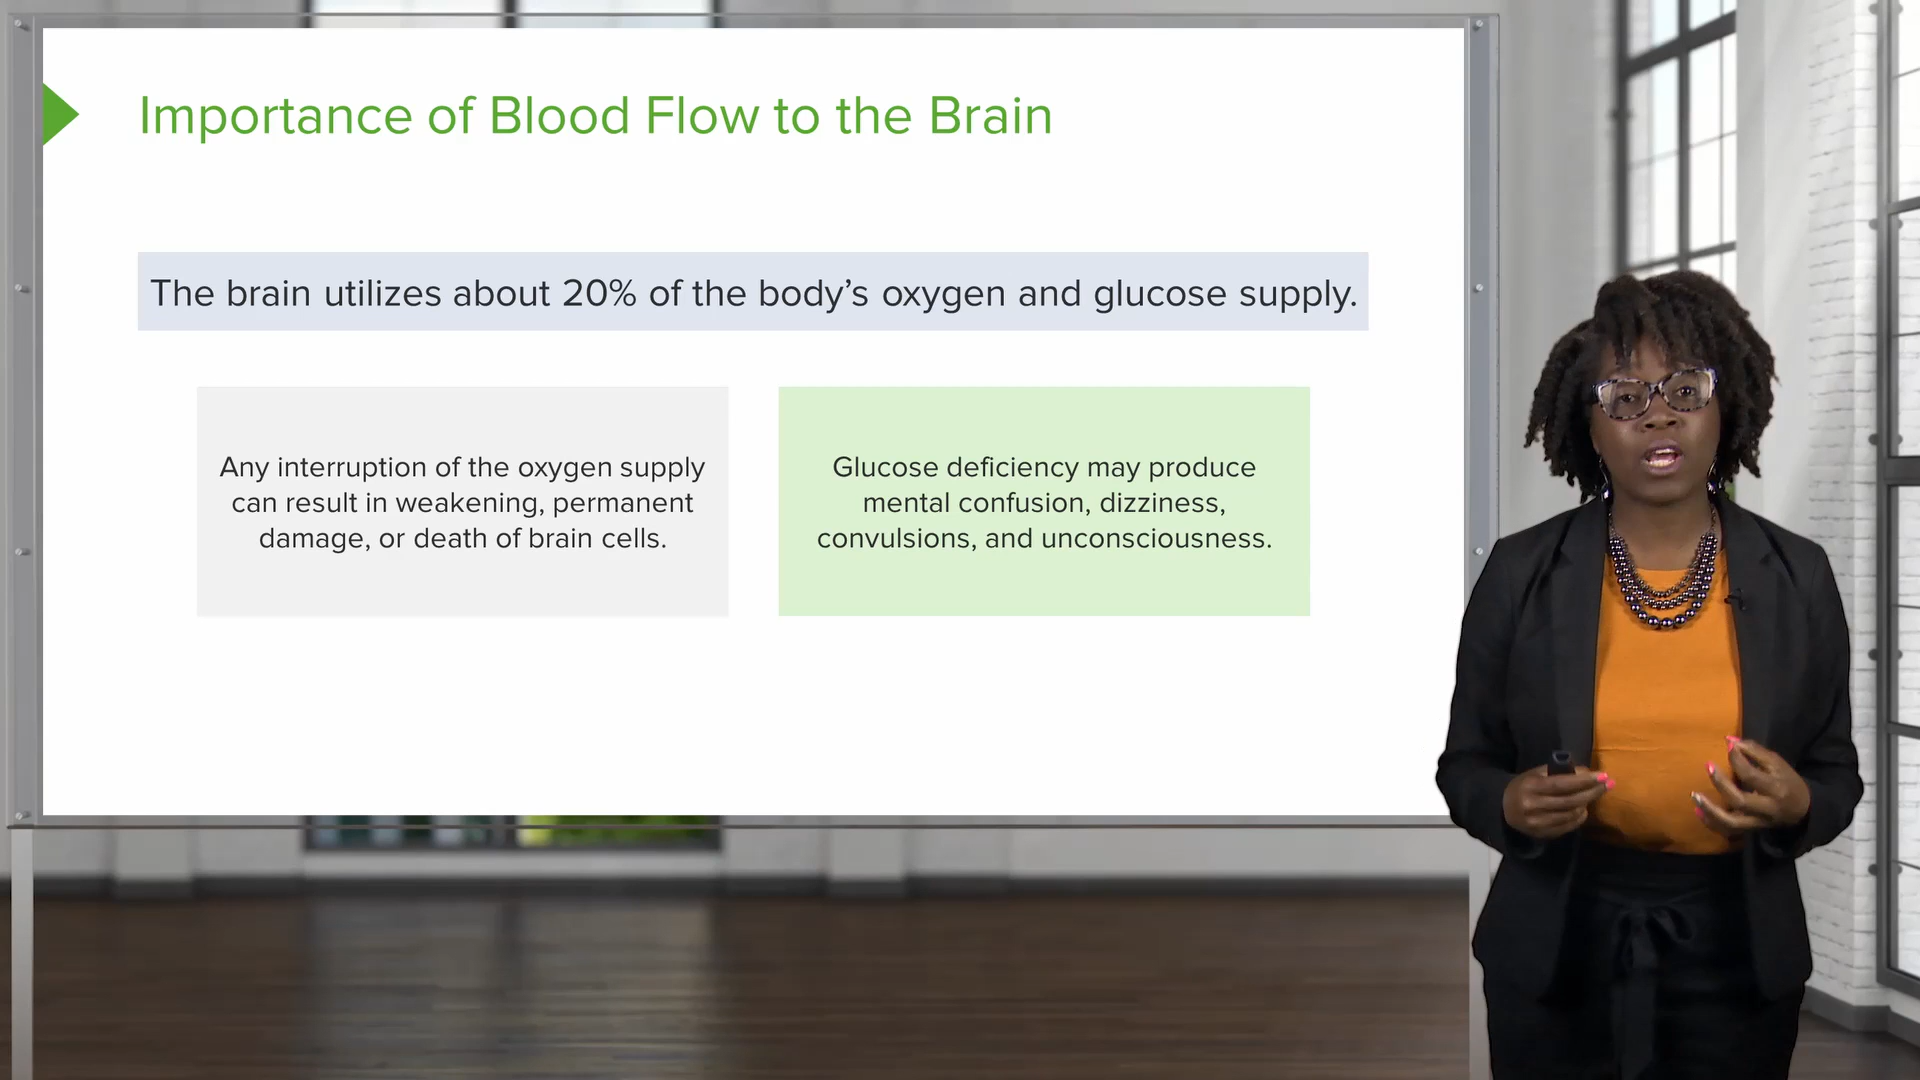 Importance of Blood Flow to the Brain
The brain utilizes about 20% of the body’s oxygen and glucose supply.
Any interruption of the oxygen supply
can result in weakening, permanent
damage, or death of brain cells.
Glucose deficiency may produce
mental confusion, dizziness,
convulsions, and unconsciousness.